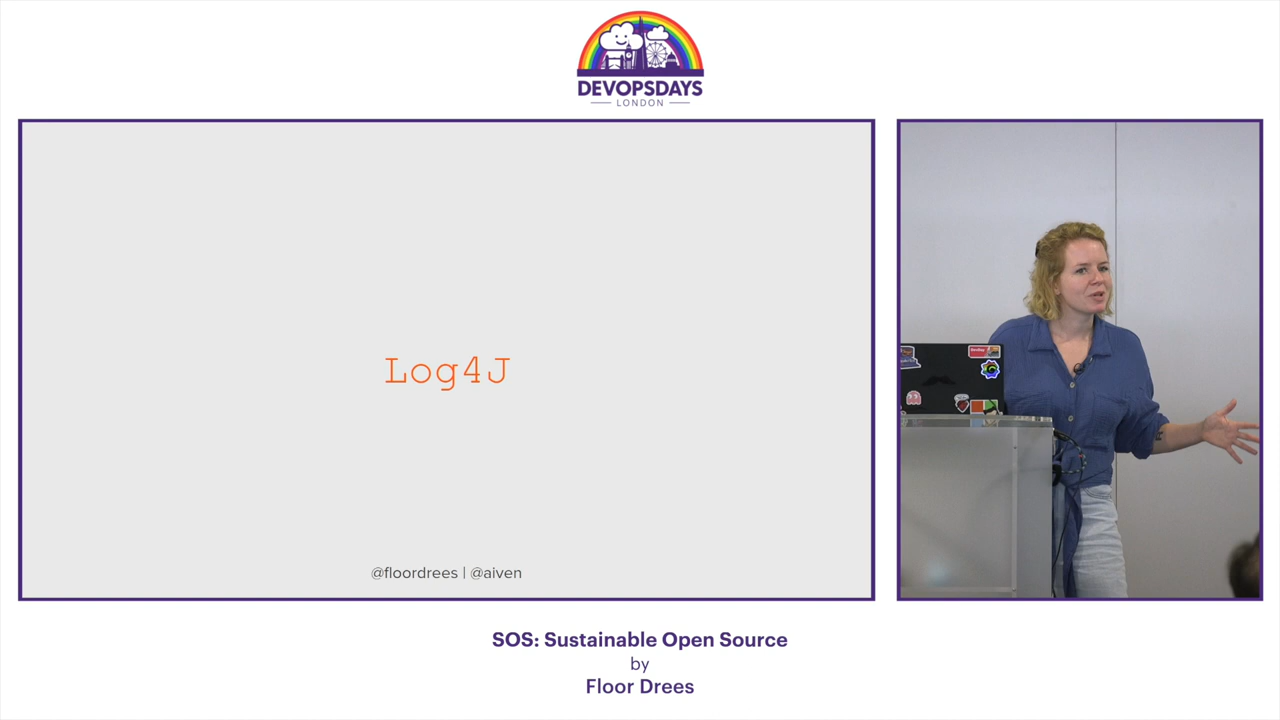 DEVOPSDAYS
LONDON
Log4J
@floordrees | @aiven
SOS: Sustainable Open Source
by
Floor Drees